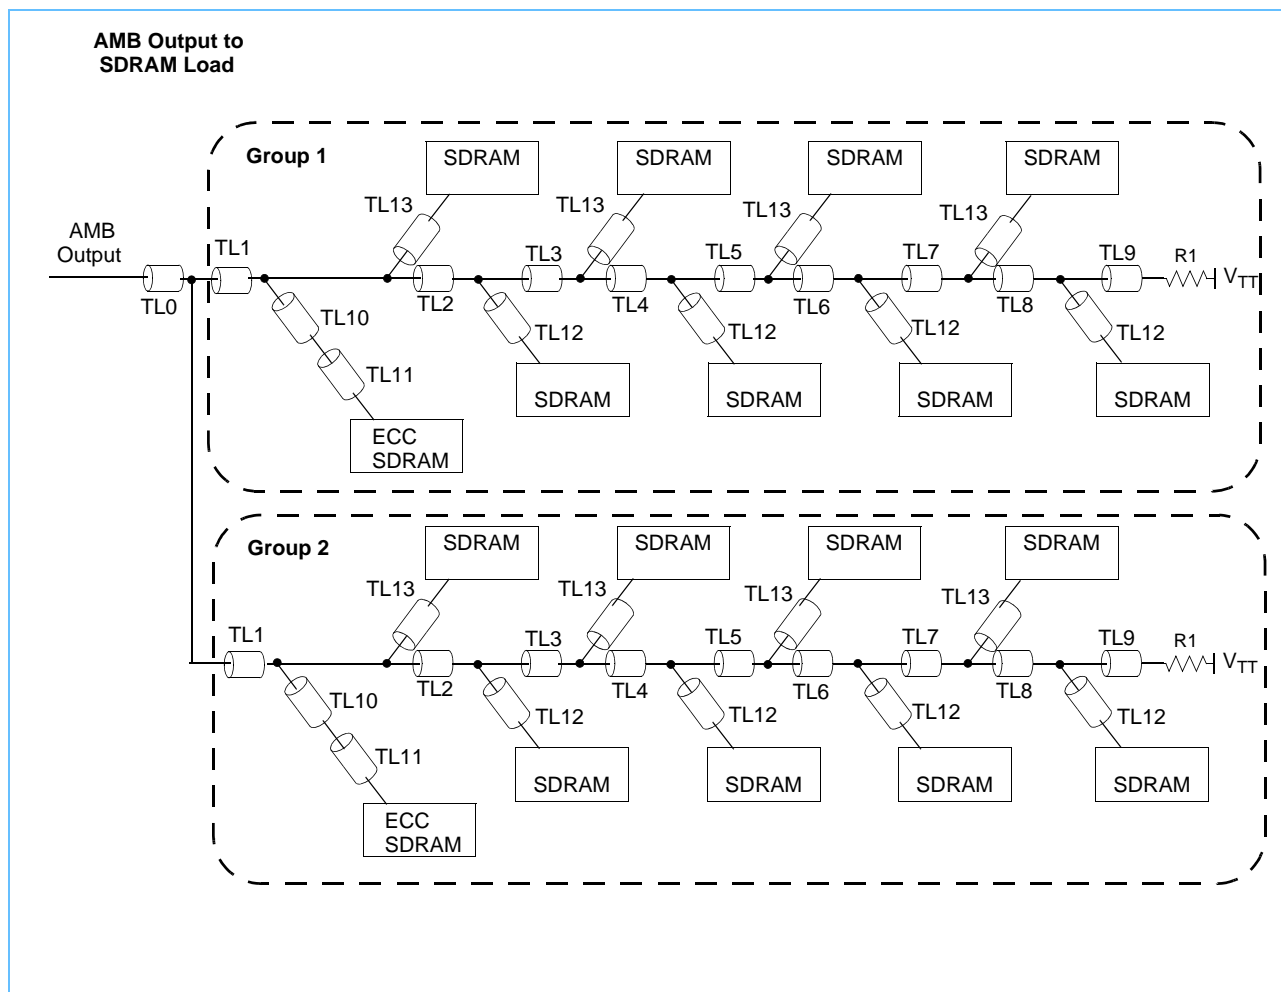 AMB Output to
SDRAM Load
Group 1
SDRAM
SDRAM
SDRAM
SDRAM
TL13
TL13
TL13
TL13
AMB
Output
TL1
TL3
TL5
TL7
TL9
R1
VTT
TL0
TL2
TL4
TL6
TL8
TL10
TL12
TL12
TL12
TL12
TL11
SDRAM
SDRAM
SDRAM
SDRAM
ECC
SDRAM
Group 2
SDRAM
SDRAM
SDRAM
SDRAM
TL13
TL13
TL13
TL13
TL1
TL3
TL5
TL7
TL9
R1
VTT
TL2
TL4
TL6
TL8
TL10
TL12
TL12
TL12
TL12
TL11
SDRAM
SDRAM
SDRAM
SDRAM
ECC
SDRAM